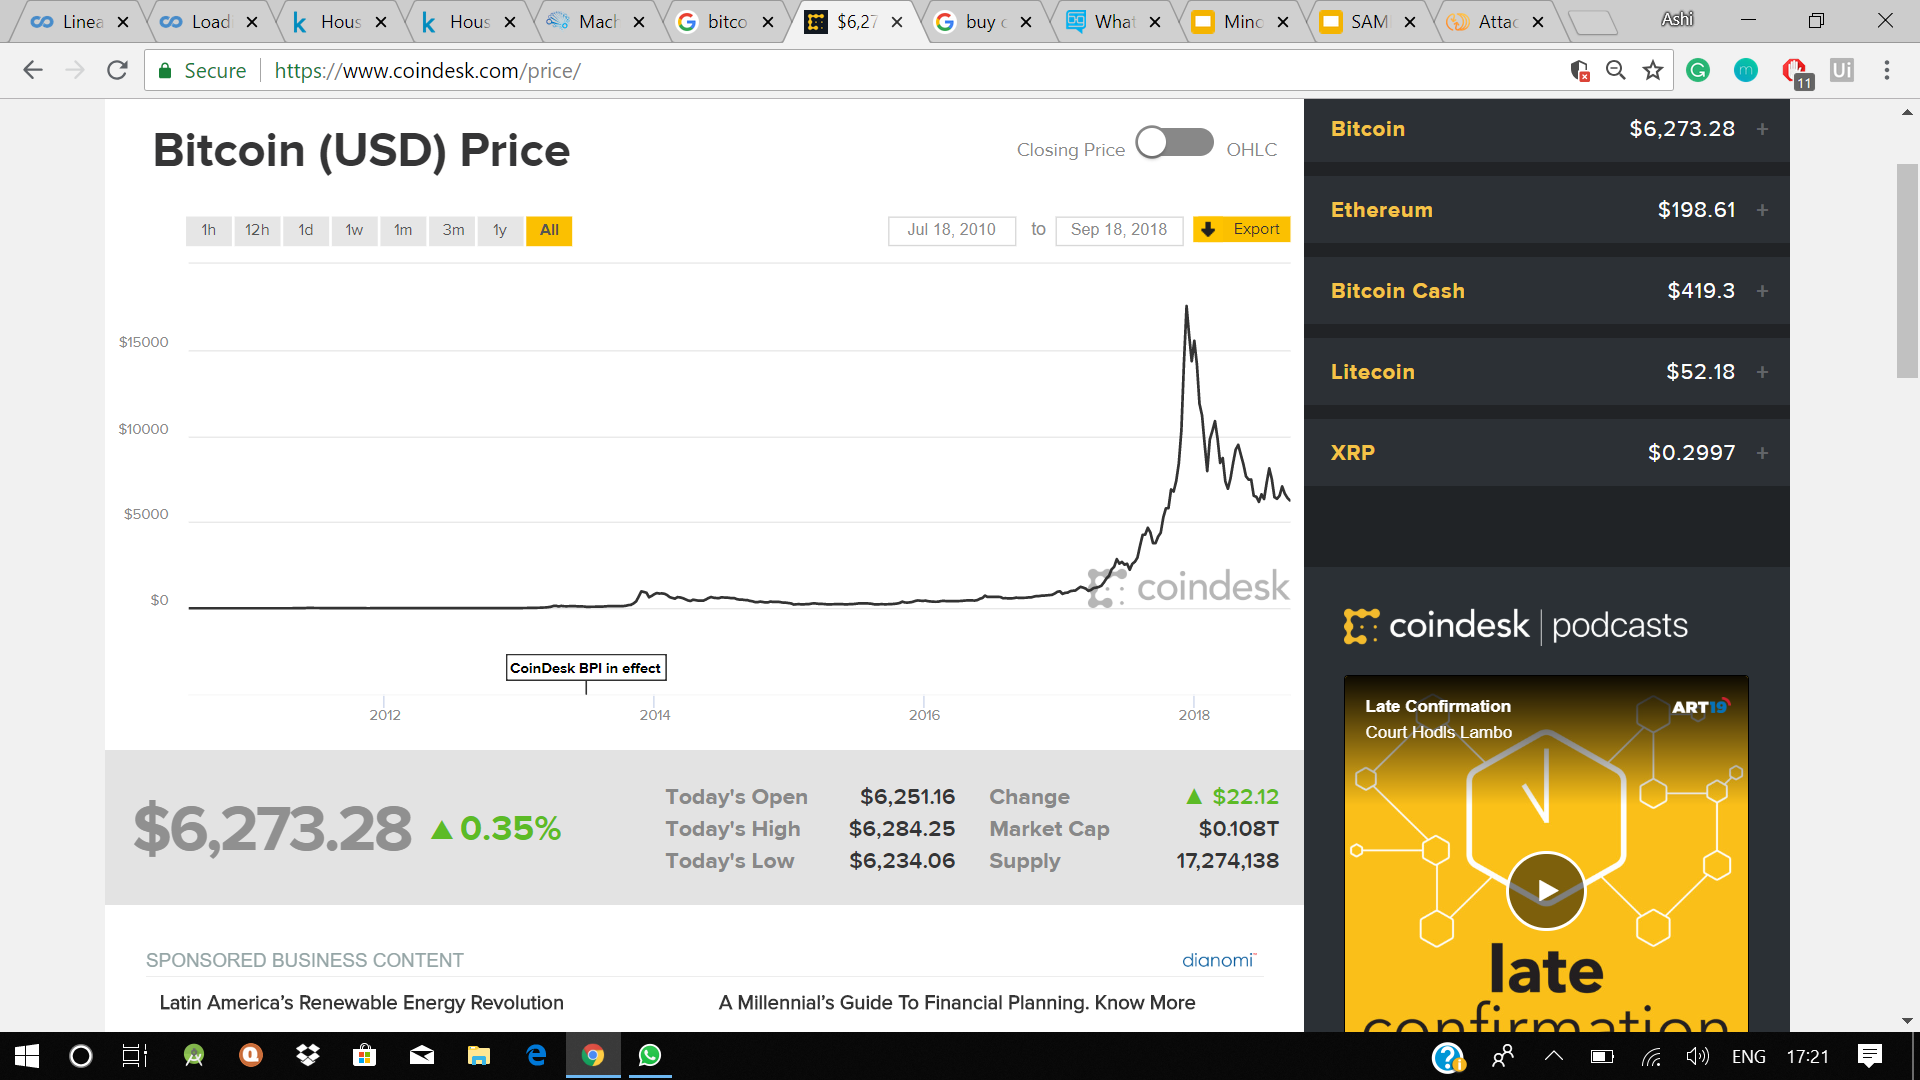 Linea
Load
Hous
Hous
Mach
bitco
$6,27
buy c
What
Mino
SAM
Attac
Ashi
Secure
https://www.coindesk.com/price/
11
Ui
Bitcoin (USD) Price
Closing Price OHLC
1h 12h 1d 1w 1m 3m 1y All
Jul 18, 2010 to Sep 18, 2018 Export
$15000
$10000
$5000
$0
coindesk
CoinDesk BPI in effect
2012 2014 2016 2018
$6,273.28 ▲ 0.35%
Today's Open $6,251.16 Change ▲ $22.12
Today's High $6,284.25 Market Cap $0.108T
Today's Low $6,234.06 Supply 17,274,138
SPONSORED BUSINESS CONTENT dianomi
Latin America’s Renewable Energy Revolution
A Millennial’s Guide To Financial Planning. Know More
Bitcoin $6,273.28 +
Ethereum $198.61 +
Bitcoin Cash $419.3 +
Litecoin $52.18 +
XRP $0.2997 +
coindesk | podcasts
Late Confirmation
ART19
Court Hodls Lambo
late
confirmation
ENG 17:21